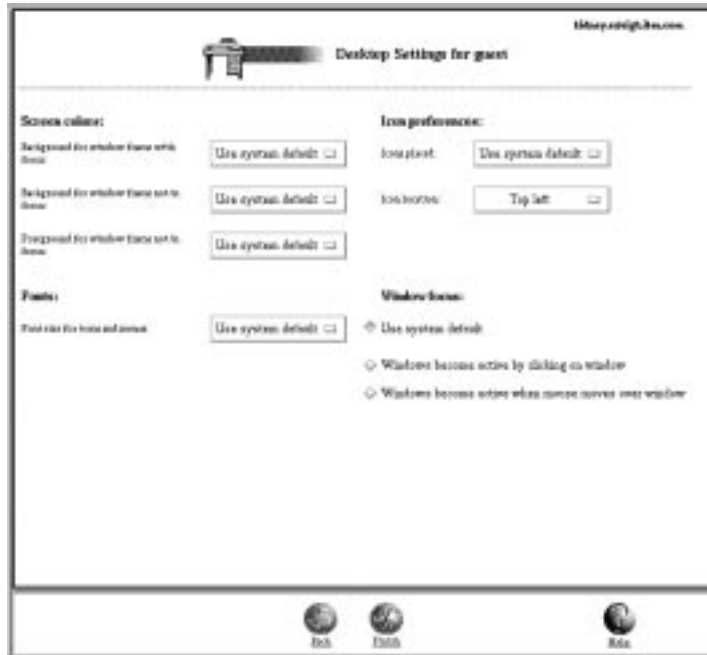 Desktop Settings for guest
Screen colors:
Background for window frame with focus
Use system default
Background for window frame not in focus
Use system default
Foreground for window frame not in focus
Use system default
Icon preferences:
Icon
Use system default
Icon
Top left
Fonts:
Font size for icons and menus
Use system default
Window focus:
Use system default
Windows become active by clicking on window
Windows become active when mouse moves over window
Back
Finish
Help